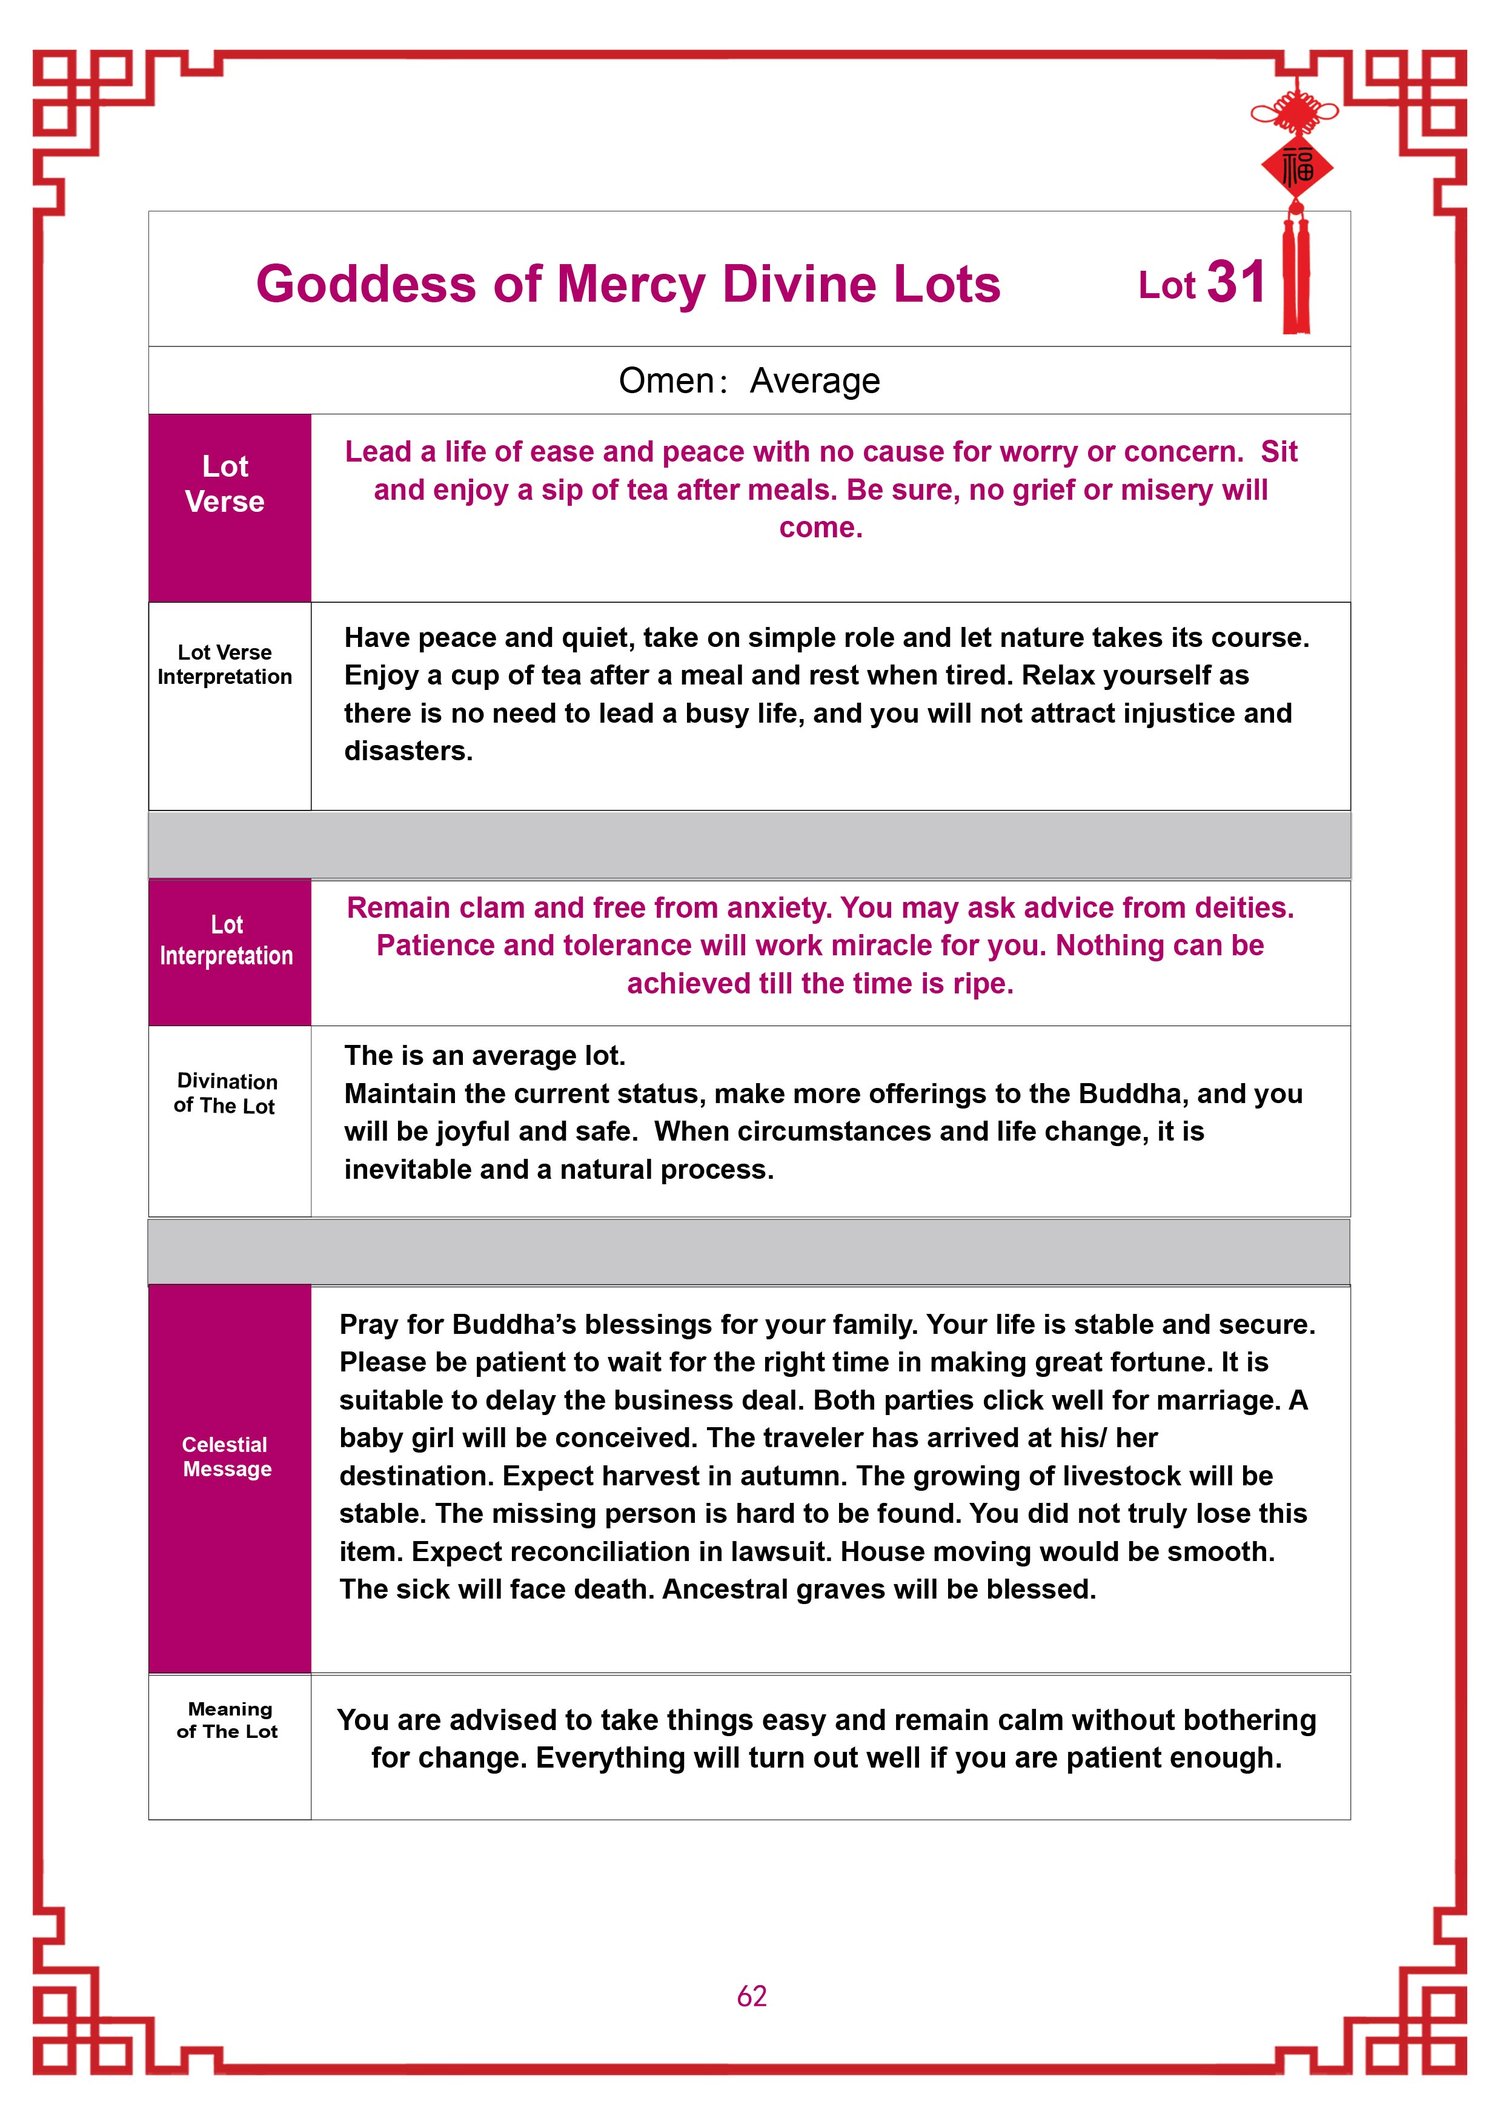 福
Goddess of Mercy Divine Lots Lot 31
Omen: Average
Lot
Verse
Lead a life of ease and peace with no cause for worry or concern. Sit
and enjoy a sip of tea after meals. Be sure, no grief or misery will
come.
Lot Verse
Interpretation
Have peace and quiet, take on simple role and let nature takes its course.
Enjoy a cup of tea after a meal and rest when tired. Relax yourself as
there is no need to lead a busy life, and you will not attract injustice and
disasters.
Lot
Interpretation
Remain clam and free from anxiety. You may ask advice from deities.
Patience and tolerance will work miracle for you. Nothing can be
achieved till the time is ripe.
Divination
of The Lot
The is an average lot.
Maintain the current status, make more offerings to the Buddha, and you
will be joyful and safe. When circumstances and life change, it is
inevitable and a natural process.
Celestial
Message
Pray for Buddha’s blessings for your family. Your life is stable and secure.
Please be patient to wait for the right time in making great fortune. It is
suitable to delay the business deal. Both parties click well for marriage. A
baby girl will be conceived. The traveler has arrived at his/ her
destination. Expect harvest in autumn. The growing of livestock will be
stable. The missing person is hard to be found. You did not truly lose this
item. Expect reconciliation in lawsuit. House moving would be smooth.
The sick will face death. Ancestral graves will be blessed.
Meaning
of The Lot
You are advised to take things easy and remain calm without bothering
for change. Everything will turn out well if you are patient enough.
62